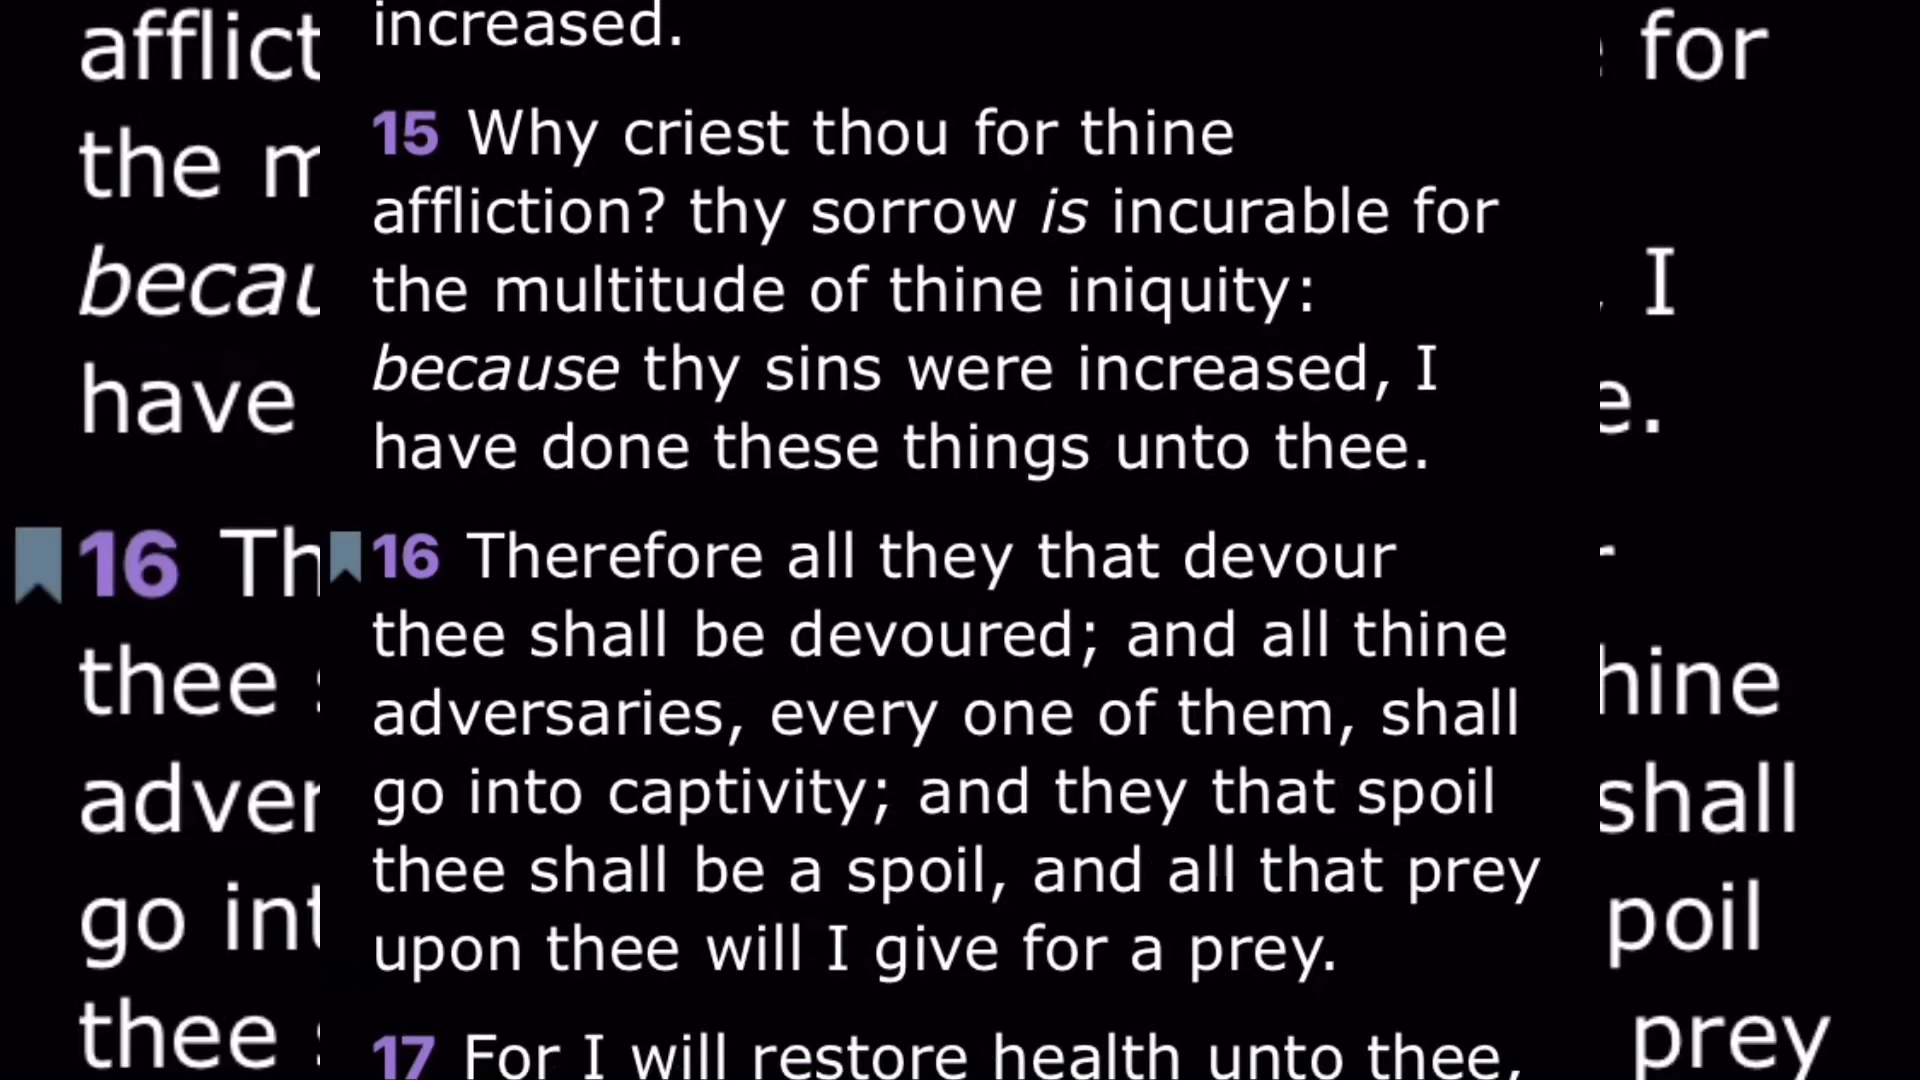 increased.
15 Why criest thou for thine
affliction? thy sorrow is incurable for
the multitude of thine iniquity:
because thy sins were increased, I
have done these things unto thee.
16 Therefore all they that devour
thee shall be devoured; and all thine
adversaries, every one of them, shall
go into captivity; and they that spoil
thee shall be a spoil, and all that prey
upon thee will I give for a prey.
17 For I will restore health unto thee,